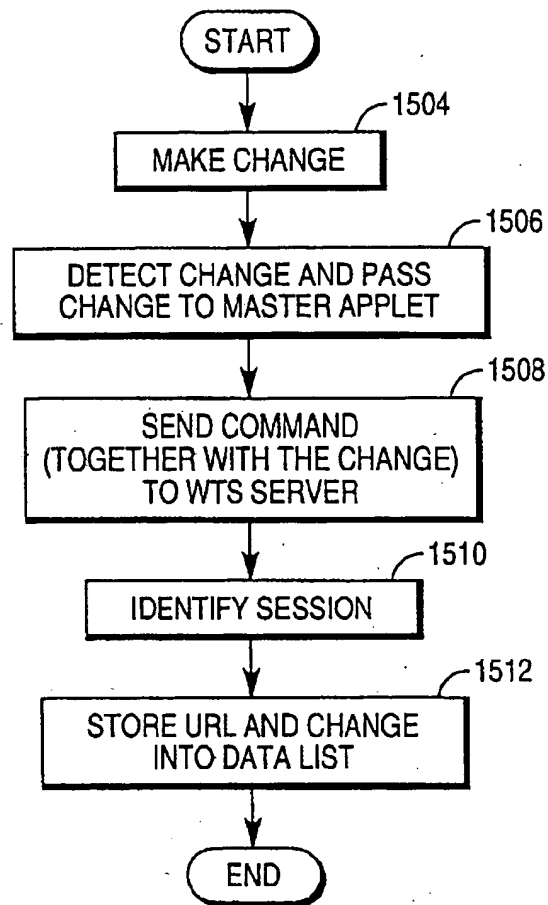 START
1504
MAKE CHANGE
1506
DETECT CHANGE AND PASS
CHANGE TO MASTER APPLET
1508
SEND COMMAND
(TOGETHER WITH THE CHANGE)
TO WTS SERVER
1510
IDENTIFY SESSION
1512
STORE URL AND CHANGE
INTO DATA LIST
END